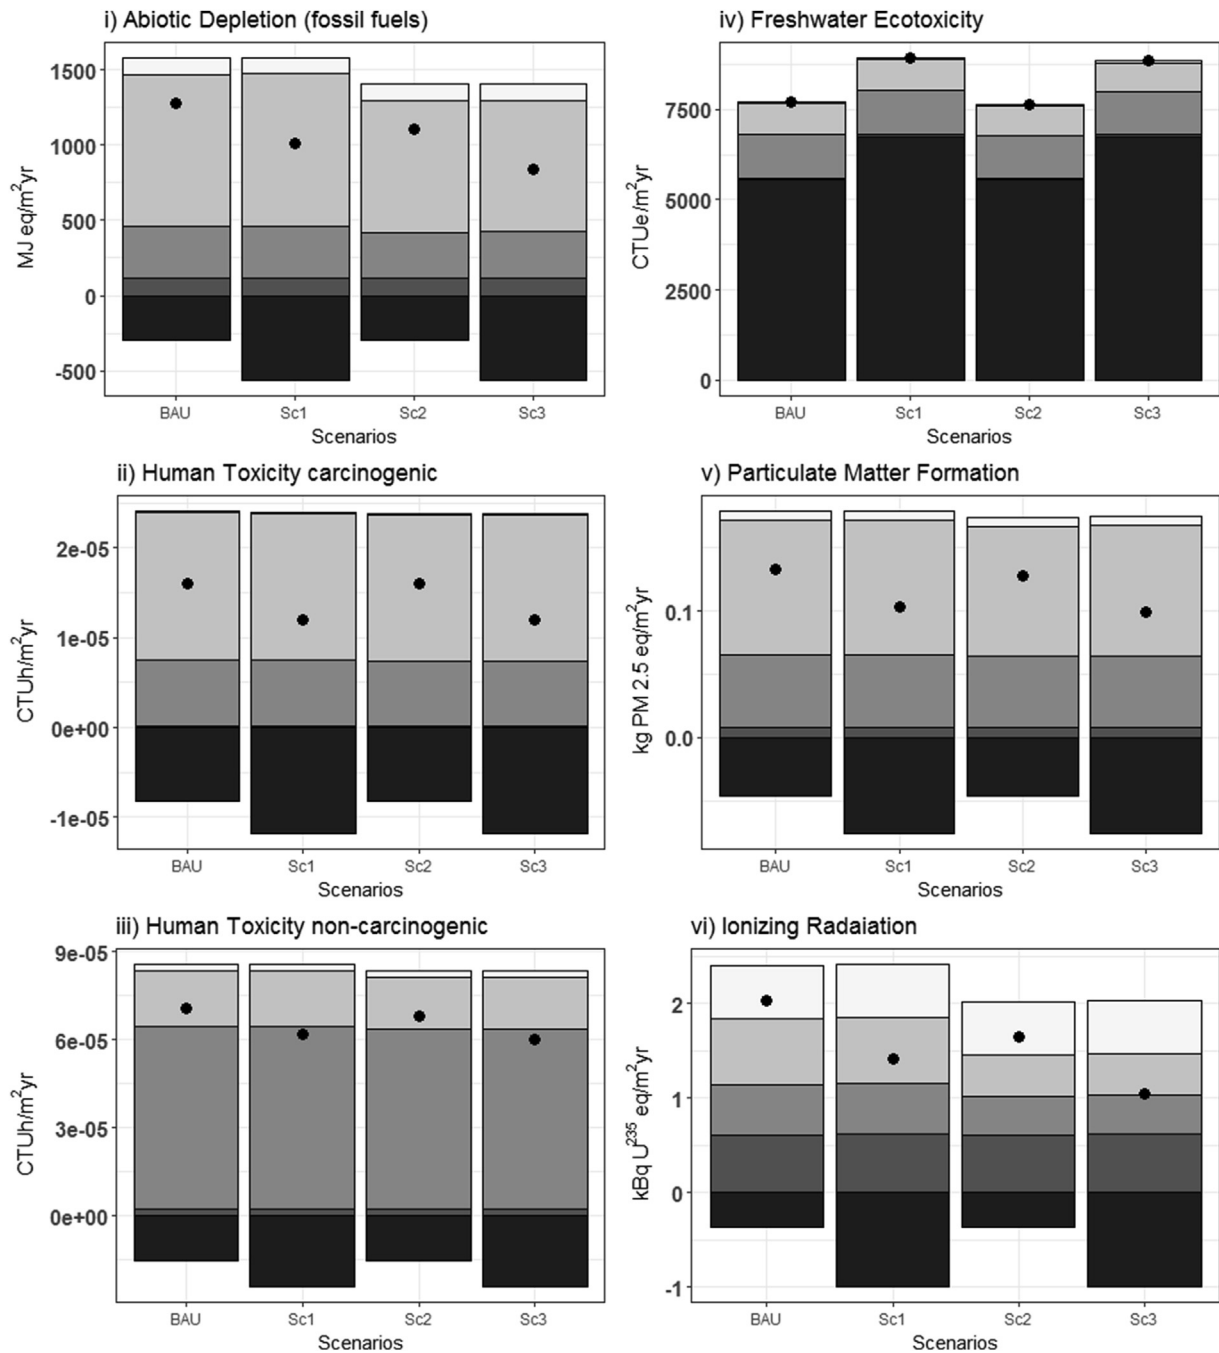 i) Abiotic Depletion (fossil fuels)
1500
1000
500
0
-500
MJ eq/m²yr
BAU Sc1 Sc2 Sc3
Scenarios
iv) Freshwater Ecotoxicity
7500
5000
2500
0
CTUe/m²yr
BAU Sc1 Sc2 Sc3
Scenarios
ii) Human Toxicity carcinogenic
2e-05
1e-05
0e+00
-1e-05
CTUh/m²yr
BAU Sc1 Sc2 Sc3
Scenarios
v) Particulate Matter Formation
0.1
0.0
kg PM 2.5 eq/m²yr
BAU Sc1 Sc2 Sc3
Scenarios
iii) Human Toxicity non-carcinogenic
9e-05
6e-05
3e-05
0e+00
CTUh/m²yr
BAU Sc1 Sc2 Sc3
Scenarios
vi) Ionizing Radaiation
2
1
0
-1
kBq U²³⁵ eq/m²yr
BAU Sc1 Sc2 Sc3
Scenarios